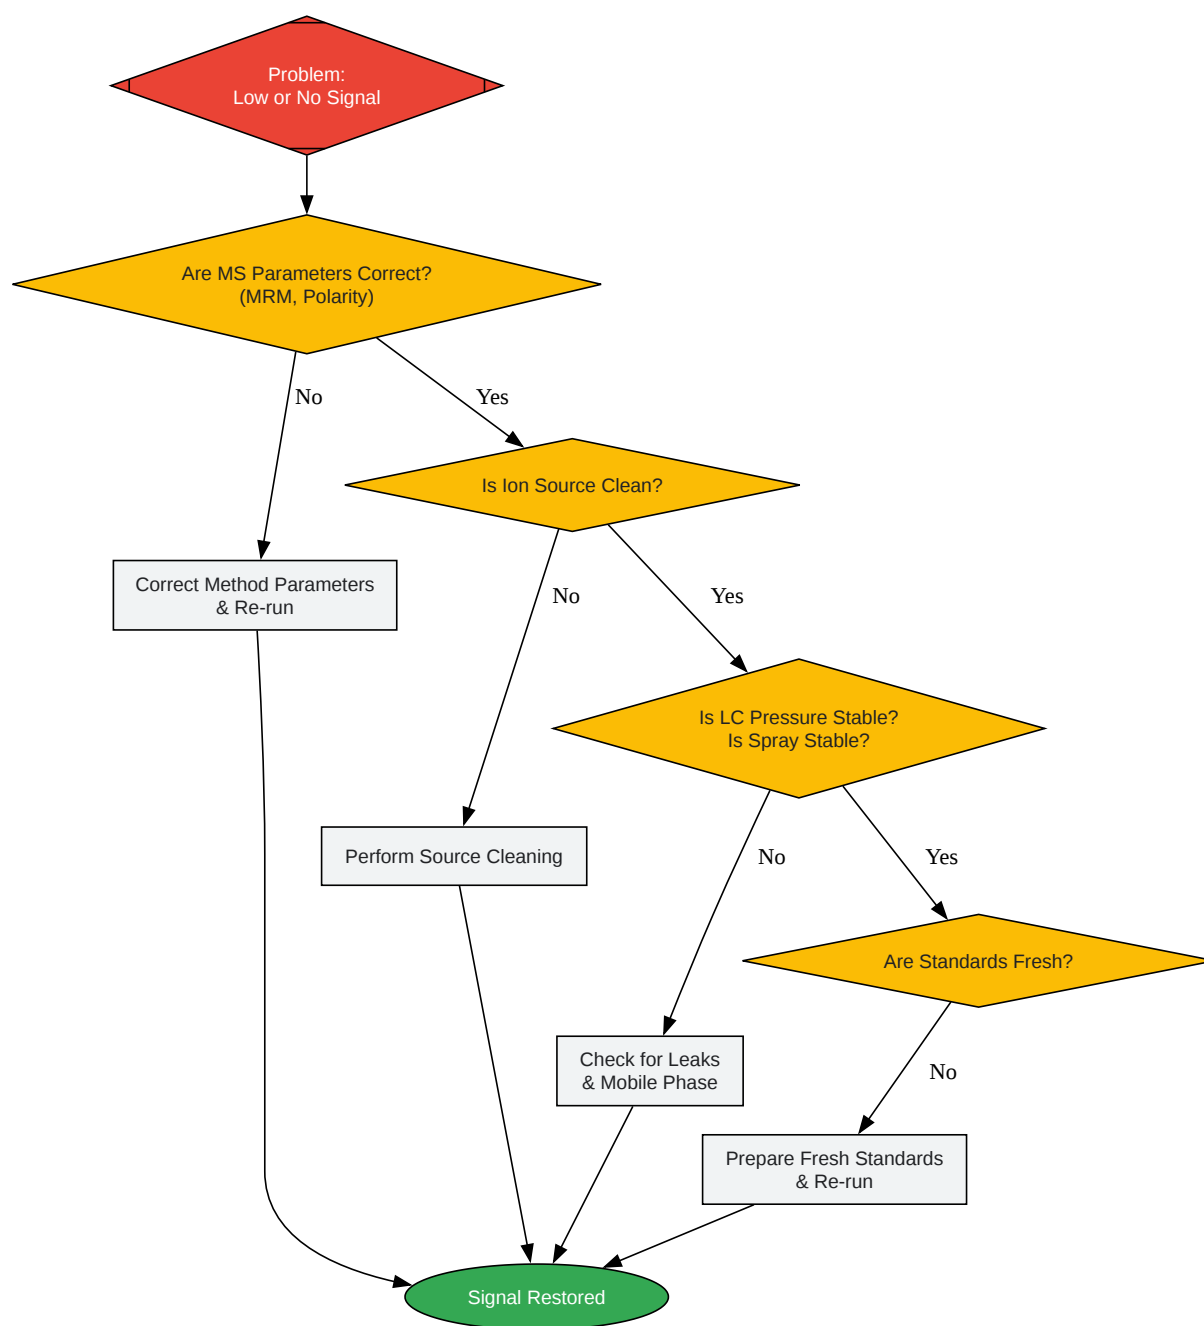 Problem:
Low or No Signal
Are MS Parameters Correct?
(MRM, Polarity)
No
Yes
Is Ion Source Clean?
Correct Method Parameters
& Re-run
No
Yes
Is LC Pressure Stable?
Is Spray Stable?
Perform Source Cleaning
No
Yes
Are Standards Fresh?
Check for Leaks
& Mobile Phase
No
Prepare Fresh Standards
& Re-run
Signal Restored